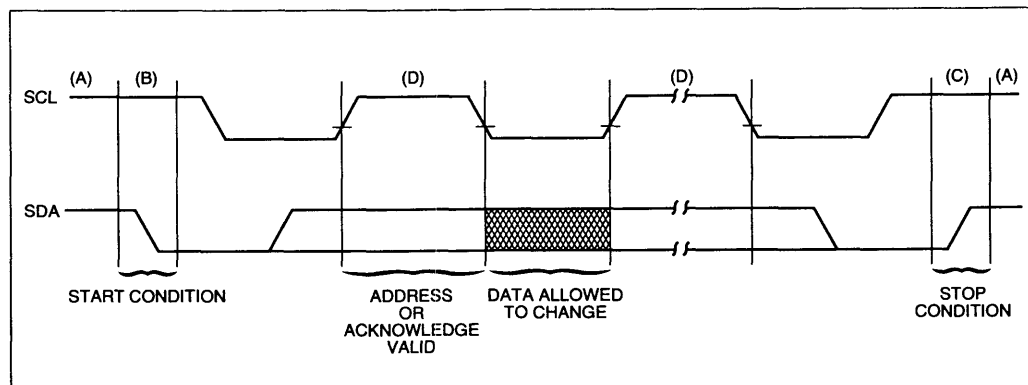 (A) (B) (D) (D) (C) (A)
SCL
SDA
START CONDITION
ADDRESS
OR
ACKNOWLEDGE
VALID
DATA ALLOWED
TO CHANGE
STOP
CONDITION